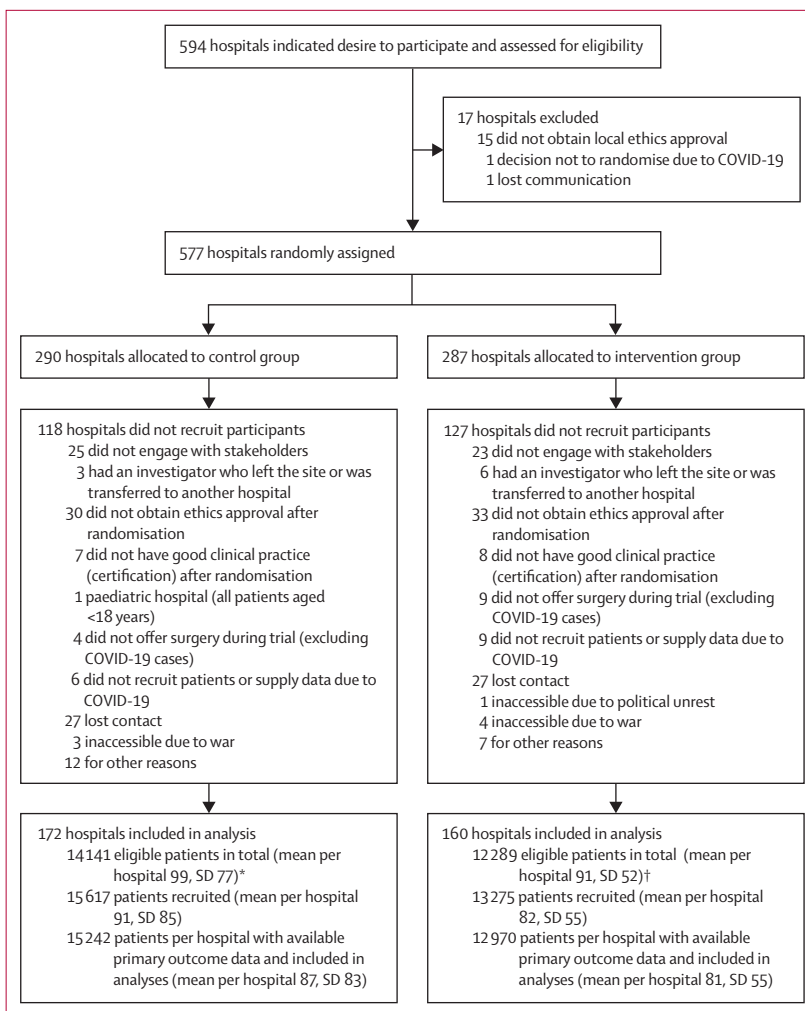 594 hospitals indicated desire to participate and assessed for eligibility
17 hospitals excluded
15 did not obtain local ethics approval
1 decision not to randomise due to COVID-19
1 lost communication
577 hospitals randomly assigned
290 hospitals allocated to control group
287 hospitals allocated to intervention group
118 hospitals did not recruit participants
25 did not engage with stakeholders
3 had an investigator who left the site or was
transferred to another hospital
30 did not obtain ethics approval after
randomisation
7 did not have good clinical practice
(certification) after randomisation
1 paediatric hospital (all patients aged
<18 years)
4 did not offer surgery during trial (excluding
COVID-19 cases)
6 did not recruit patients or supply data due to
COVID-19
27 lost contact
3 inaccessible due to war
12 for other reasons
127 hospitals did not recruit participants
23 did not engage with stakeholders
6 had an investigator who left the site or was
transferred to another hospital
33 did not obtain ethics approval after
randomisation
8 did not have good clinical practice
(certification) after randomisation
9 did not offer surgery during trial (excluding
COVID-19 cases)
9 did not recruit patients or supply data due to
COVID-19
27 lost contact
1 inaccessible due to political unrest
4 inaccessible due to war
7 for other reasons
172 hospitals included in analysis
14 141 eligible patients in total (mean per
hospital 99, SD 77)*
15 617 patients recruited (mean per hospital
91, SD 85)
15 242 patients per hospital with available
primary outcome data and included in
analyses (mean per hospital 87, SD 83)
160 hospitals included in analysis
12 289 eligible patients in total (mean per
hospital 91, SD 52)†
13 275 patients recruited (mean per hospital
82, SD 55)
12 970 patients per hospital with available
primary outcome data and included in
analyses (mean per hospital 81, SD 55)